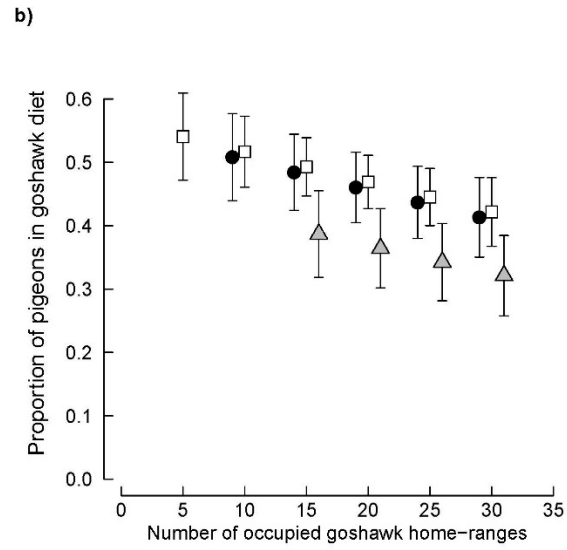 b)
Proportion of pigeons in goshawk diet
0.6
0.5
0.4
0.3
0.2
0.1
0.0
0 5 10 15 20 25 30 35
Number of occupied goshawk home−ranges